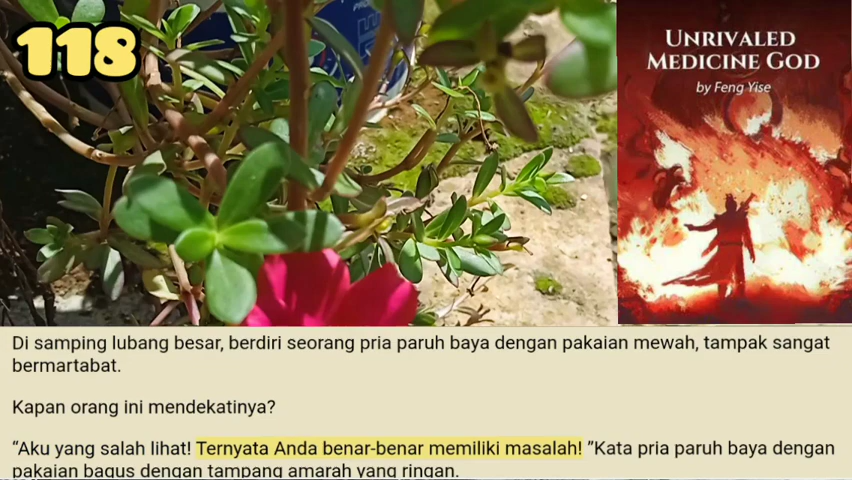 118
UNRIVALED
MEDICINE GOD
by Feng Yise
Di samping lubang besar, berdiri seorang pria paruh baya dengan pakaian mewah, tampak sangat
bermartabat.
Kapan orang ini mendekatinya?
“Aku yang salah lihat! Ternyata Anda benar-benar memiliki masalah! ”Kata pria paruh baya dengan
pakaian bagus dengan tampang amarah yang ringan.